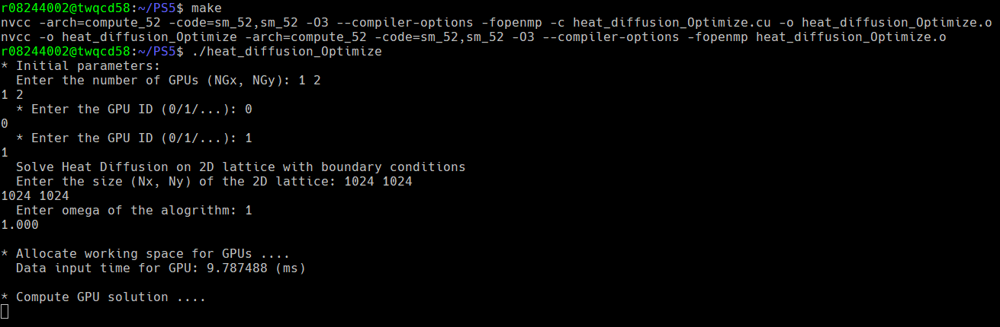 r08244002@twqcd58:~/PS5$ make
nvcc -arch=compute_52 -code=sm_52,sm_52 -O3 --compiler-options -fopenmp -c heat_diffusion_Optimize.cu -o heat_diffusion_Optimize.o
nvcc -o heat_diffusion_Optimize -arch=compute_52 -code=sm_52,sm_52 -O3 --compiler-options -fopenmp heat_diffusion_Optimize.o
r08244002@twqcd58:~/PS5$ ./heat_diffusion_Optimize
* Initial parameters:
  Enter the number of GPUs (NGx, NGy): 1 2
1 2
  * Enter the GPU ID (0/1/...): 0
0
  * Enter the GPU ID (0/1/...): 1
1
  Solve Heat Diffusion on 2D lattice with boundary conditions
  Enter the size (Nx, Ny) of the 2D lattice: 1024 1024
1024 1024
  Enter omega of the alogrithm: 1
1.000
* Allocate working space for GPUs ....
  Data input time for GPU: 9.787488 (ms)
* Compute GPU solution ....